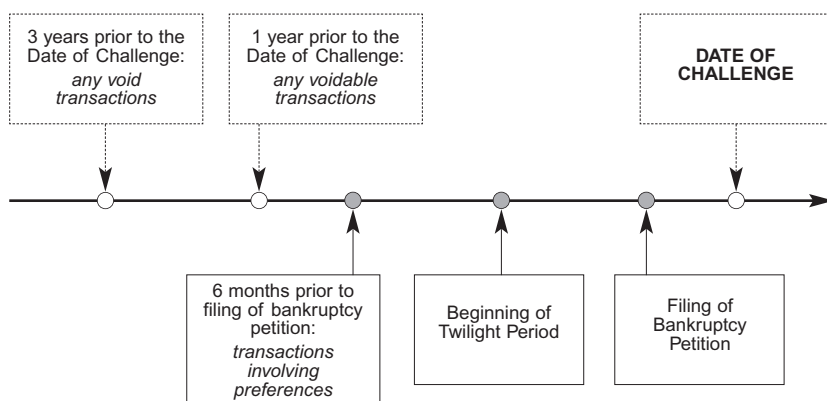 3 years prior to the
Date of Challenge:
any void
transactions
1 year prior to the
Date of Challenge:
any voidable
transactions
DATE OF
CHALLENGE
6 months prior to
filing of bankruptcy
petition:
transactions
involving
preferences
Beginning of
Twilight Period
Filing of
Bankruptcy
Petition